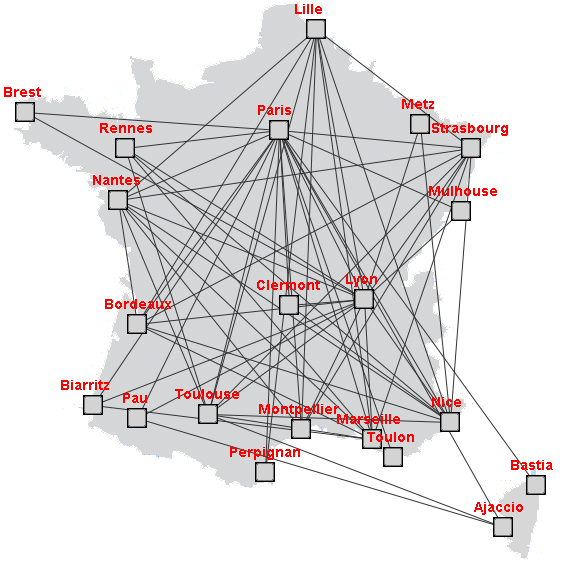 Lille
Brest
Paris
Metz
Rennes
Strasbourg
Nantes
Mulhouse
Clermont
Lyon
Bordeaux
Biarritz
Pau
Toulouse
Montpellier
Marseille
Nice
Toulon
Perpignan
Bastia
Ajaccio